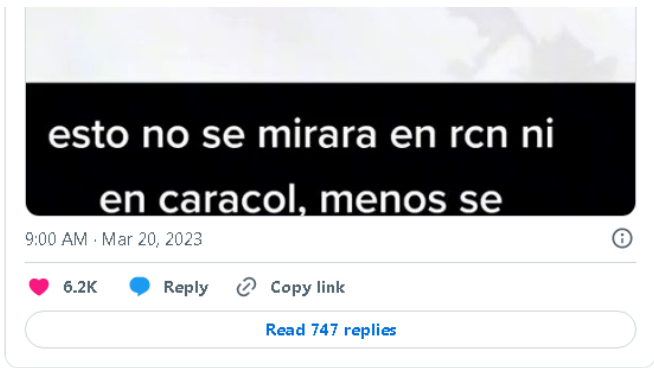 esto no se mirara en rcn ni
en caracol, menos se
9:00 AM · Mar 20, 2023
6.2K Reply Copy link
Read 747 replies